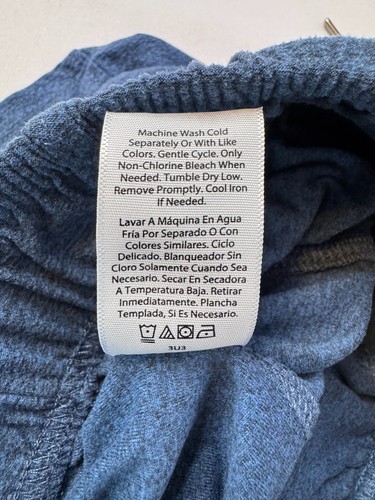 Machine Wash Cold
Separately Or With Like
Colors. Gentle Cycle. Only
Non-Chlorine Bleach When
Needed. Tumble Dry Low.
Remove Promptly. Cool Iron
If Needed.
Lavar A Máquina En Agua
Fría Por Separado O Con
Colores Similares. Ciclo
Delicado. Blanqueador Sin
Cloro Solamente Cuando Sea
Necesario. Secar En Secadora
A Temperatura Baja. Retirar
Inmediatamente. Plancha
Templada, Si Es Necesario.
3U3